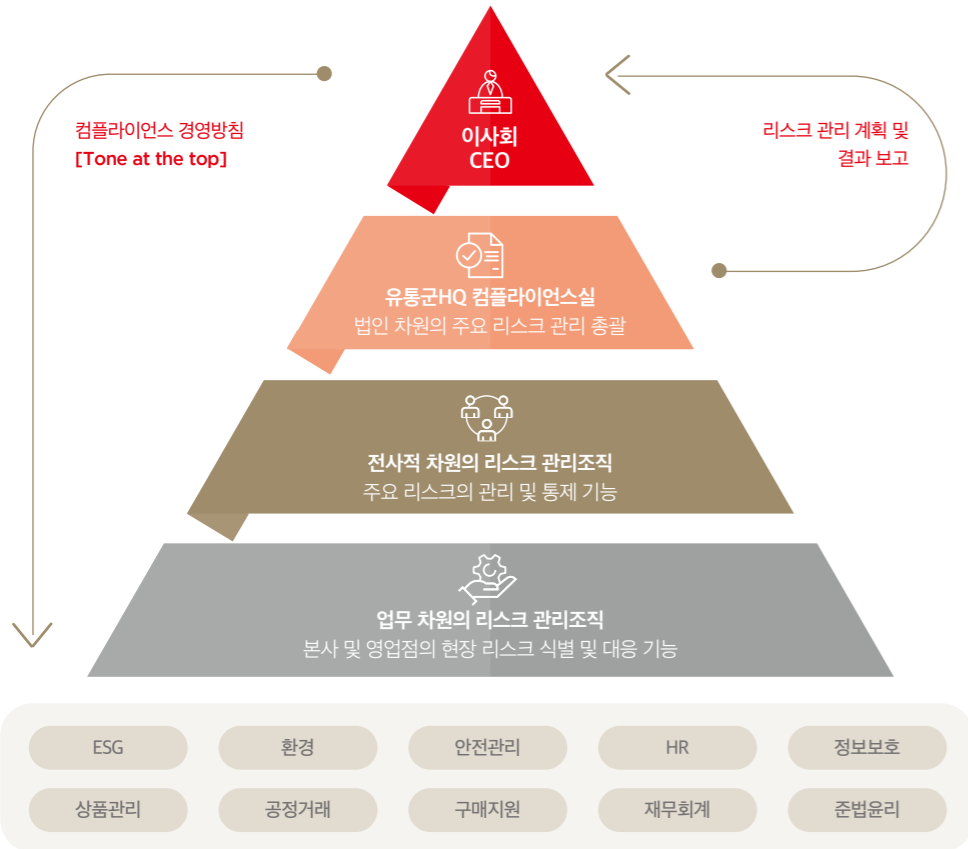 이사회
CEO
컴플라이언스 경영방침
[Tone at the top]
리스크 관리 계획 및
결과 보고
유통군HQ 컴플라이언스실
법인 차원의 주요 리스크 관리 총괄
전사적 차원의 리스크 관리조직
주요 리스크의 관리 및 통제 기능
업무 차원의 리스크 관리조직
본사 및 영업점의 현장 리스크 식별 및 대응 기능
ESG
환경
안전관리
HR
정보보호
상품관리
공정거래
구매지원
재무회계
준법윤리